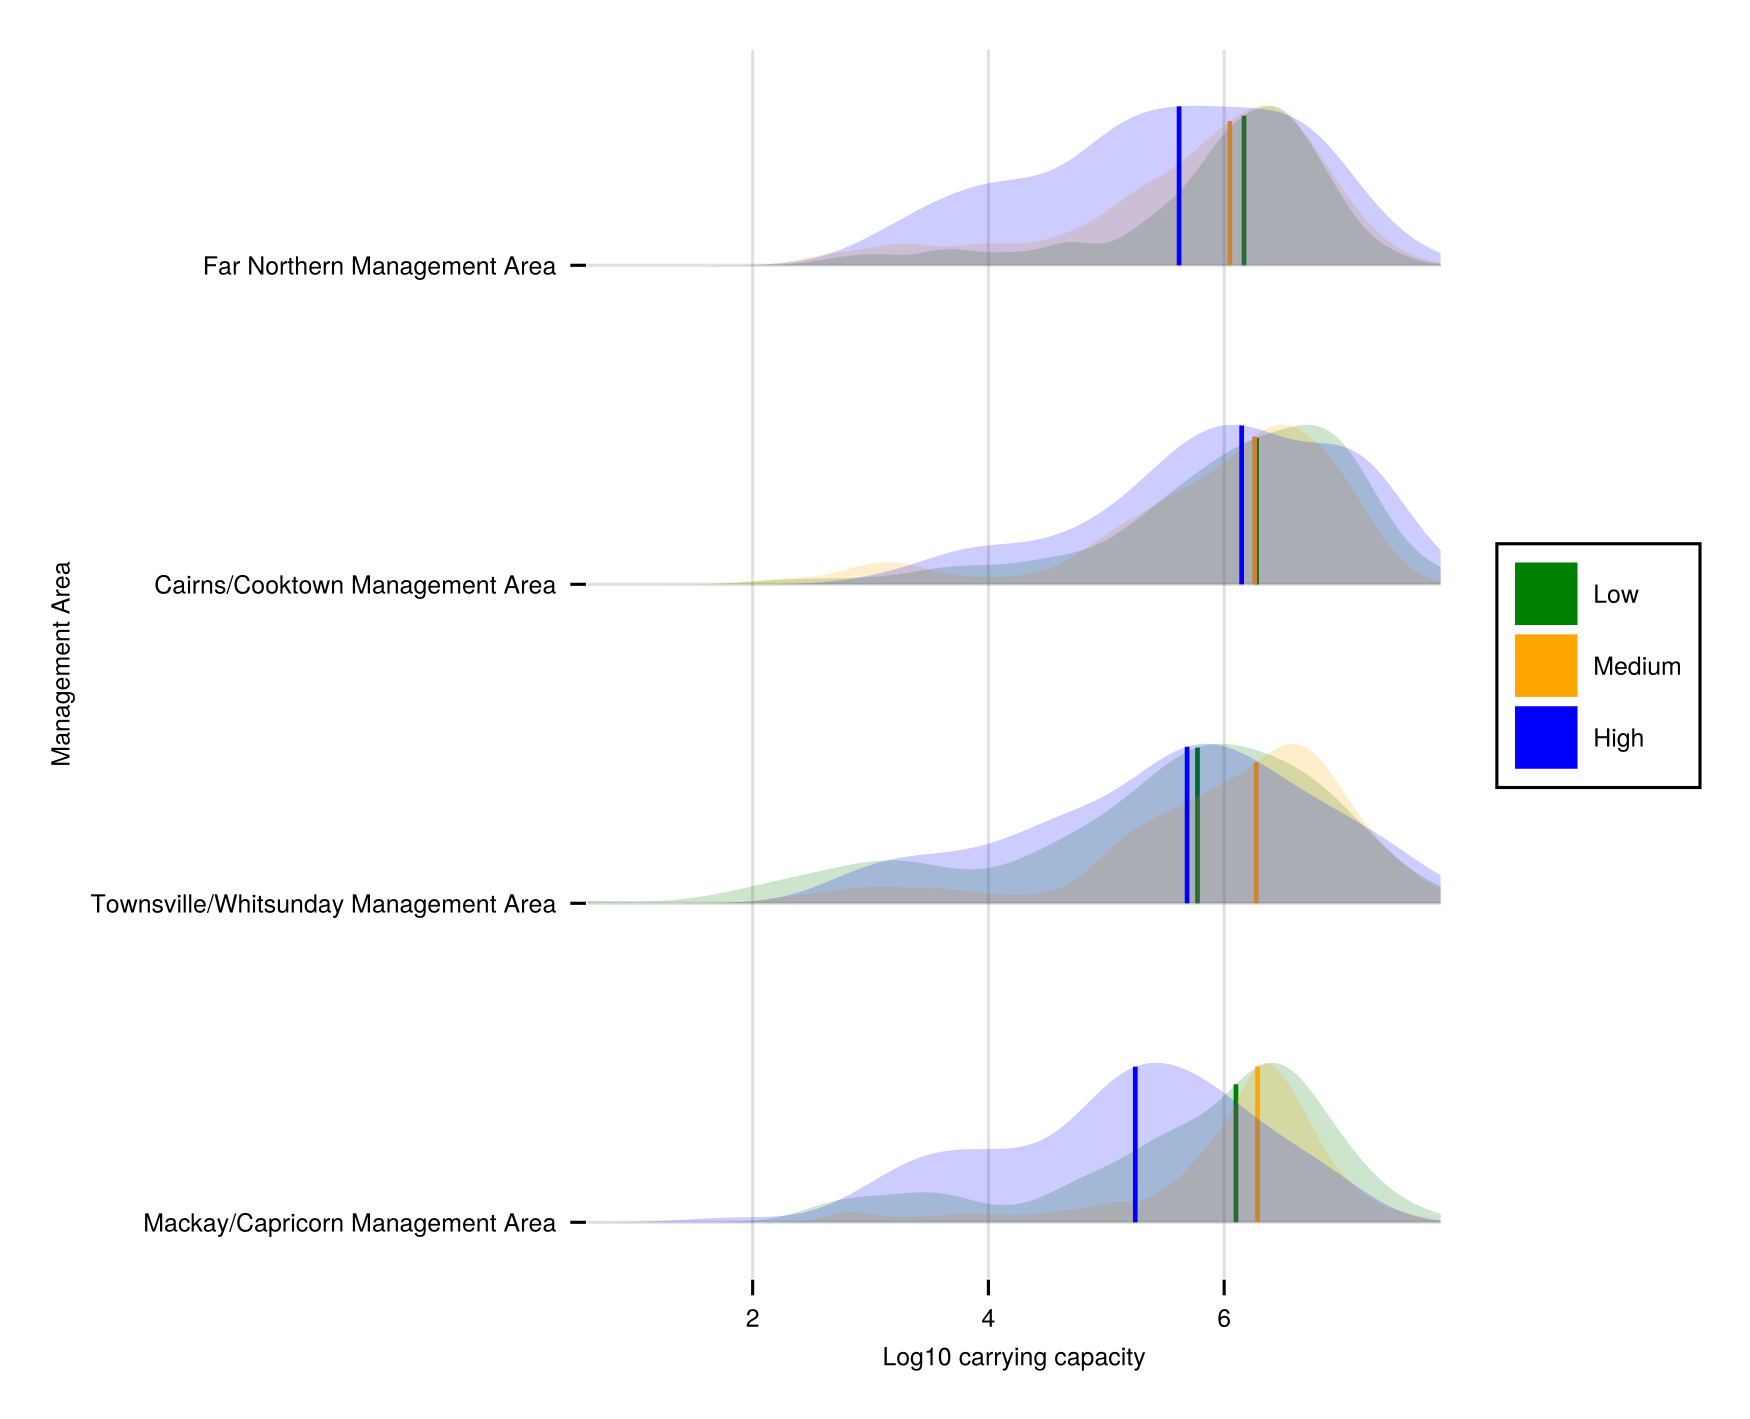 Far Northern Management Area
Cairns/Cooktown Management Area
Townsville/Whitsunday Management Area
Mackay/Capricorn Management Area
Management Area
2
4
6
Log10 carrying capacity
Low
Medium
High